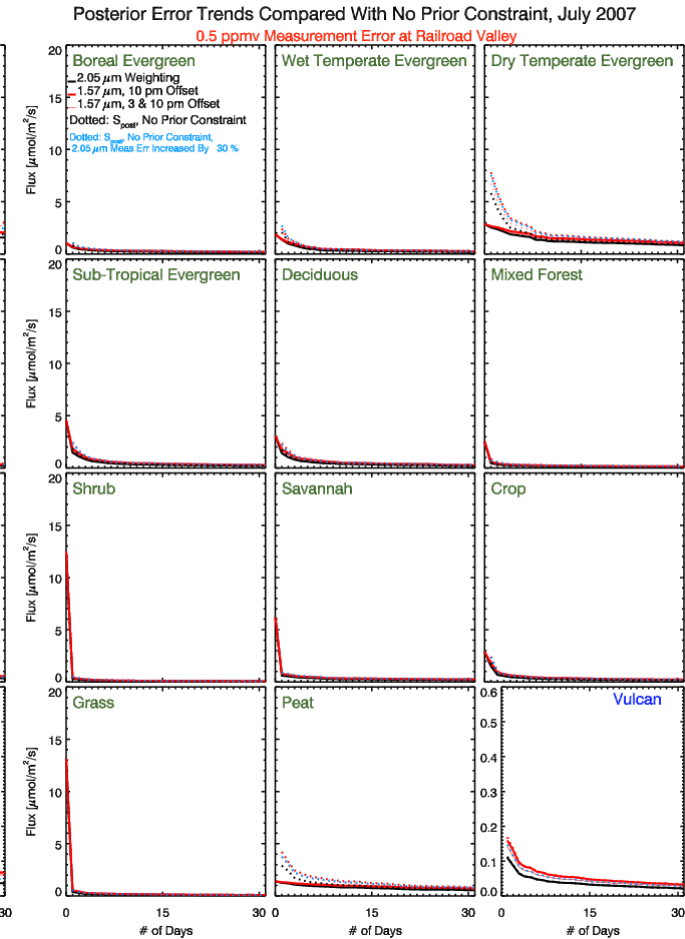 Posterior Error Trends Compared With No Prior Constraint, July 2007
0.5 ppmv Measurement Error at Railroad Valley
Boreal Evergreen
2.05 μm Weighting
1.57 μm, 10 pm Offset
1.57 μm, 3 & 10 pm Offset
Dotted: Spost, No Prior Constraint
Dotted: Spost, No Prior Constraint,
2.05 μm Meas Err Increased By 30 %
Wet Temperate Evergreen
Dry Temperate Evergreen
20
15
10
5
0
Flux [μmol/m²/s]
Sub-Tropical Evergreen
Deciduous
Mixed Forest
20
15
10
5
0
Flux [μmol/m²/s]
Shrub
Savannah
Crop
20
15
10
5
0
Flux [μmol/m²/s]
Grass
Peat
Vulcan
20
15
10
5
0
Flux [μmol/m²/s]
0.6
0.5
0.4
0.3
0.2
0.1
0.0
30
0 15 30
0 15 30
0 15 30
# of Days
# of Days
# of Days